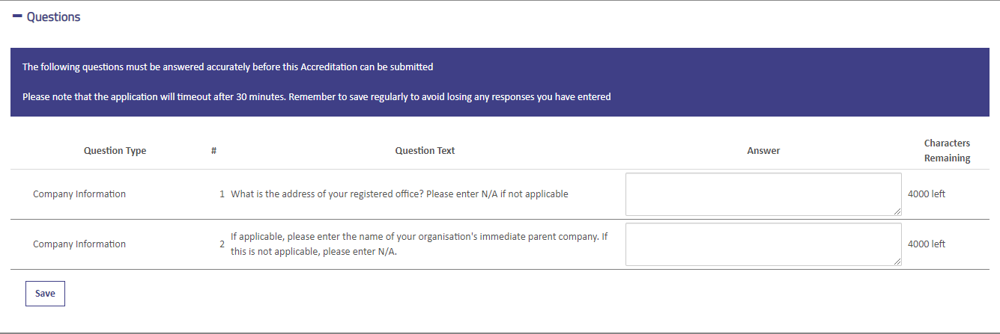 Questions
The following questions must be answered accurately before this Accreditation can be submitted
Please note that the application will timeout after 30 minutes. Remember to save regularly to avoid losing any responses you have entered
Question Type # Question Text Answer Characters
Remaining
Company Information 1 What is the address of your registered office? Please enter N/A if not applicable 4000 left
Company Information 2 If applicable, please enter the name of your organisation's immediate parent company. If
this is not applicable, please enter N/A. 4000 left
Save